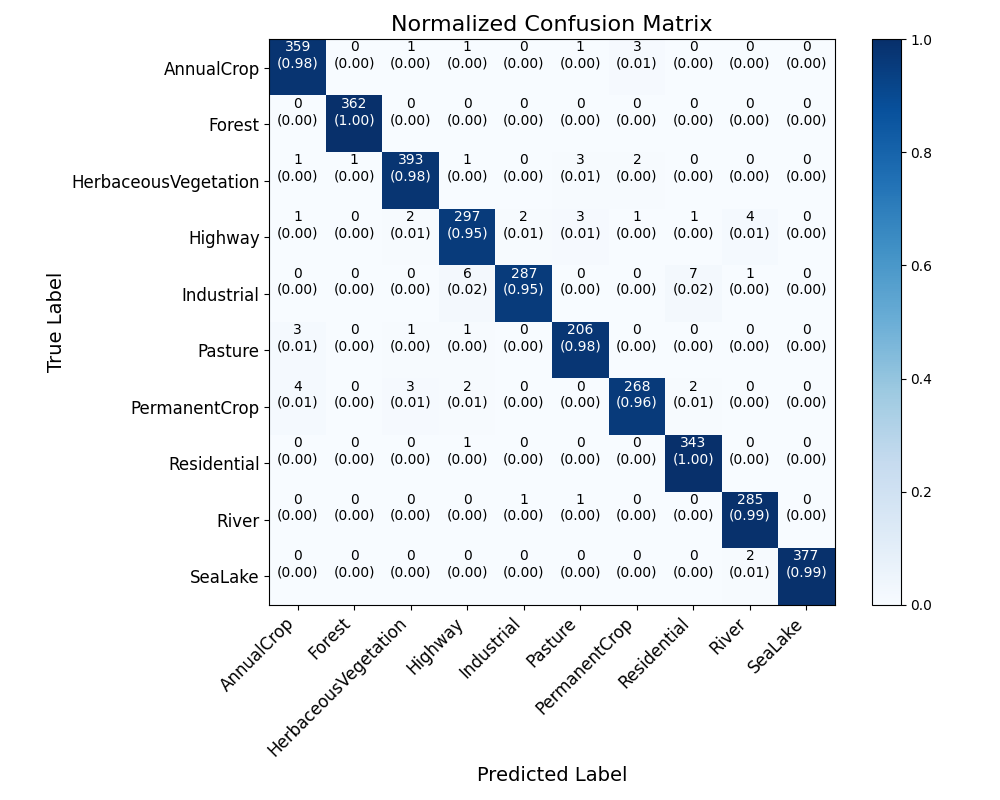 Normalized Confusion Matrix
True Label
AnnualCrop
359 0 1 1 0 1 3 0 0 0
(0.98) (0.00) (0.00) (0.00) (0.00) (0.00) (0.01) (0.00) (0.00) (0.00)
Forest
0 362 0 0 0 0 0 0 0 0
(0.00) (1.00) (0.00) (0.00) (0.00) (0.00) (0.00) (0.00) (0.00) (0.00)
HerbaceousVegetation
1 1 393 1 0 3 2 0 0 0
(0.00) (0.00) (0.98) (0.00) (0.00) (0.01) (0.00) (0.00) (0.00) (0.00)
Highway
1 0 2 297 2 3 1 1 4 0
(0.00) (0.00) (0.01) (0.95) (0.01) (0.01) (0.00) (0.00) (0.01) (0.00)
Industrial
0 0 0 6 287 0 0 7 1 0
(0.00) (0.00) (0.00) (0.02) (0.95) (0.00) (0.00) (0.02) (0.00) (0.00)
Pasture
3 0 1 1 0 206 0 0 0 0
(0.01) (0.00) (0.00) (0.00) (0.00) (0.98) (0.00) (0.00) (0.00) (0.00)
PermanentCrop
4 0 3 2 0 0 268 2 0 0
(0.01) (0.00) (0.01) (0.01) (0.00) (0.00) (0.96) (0.01) (0.00) (0.00)
Residential
0 0 0 1 0 0 0 343 0 0
(0.00) (0.00) (0.00) (0.00) (0.00) (0.00) (0.00) (1.00) (0.00) (0.00)
River
0 0 0 0 1 1 0 0 285 0
(0.00) (0.00) (0.00) (0.00) (0.00) (0.00) (0.00) (0.00) (0.99) (0.00)
SeaLake
0 0 0 0 0 0 0 0 2 377
(0.00) (0.00) (0.00) (0.00) (0.00) (0.00) (0.00) (0.00) (0.01) (0.99)
AnnualCrop
Forest
HerbaceousVegetation
Highway
Industrial
Pasture
PermanentCrop
Residential
River
SeaLake
Predicted Label
1.0
0.8
0.6
0.4
0.2
0.0